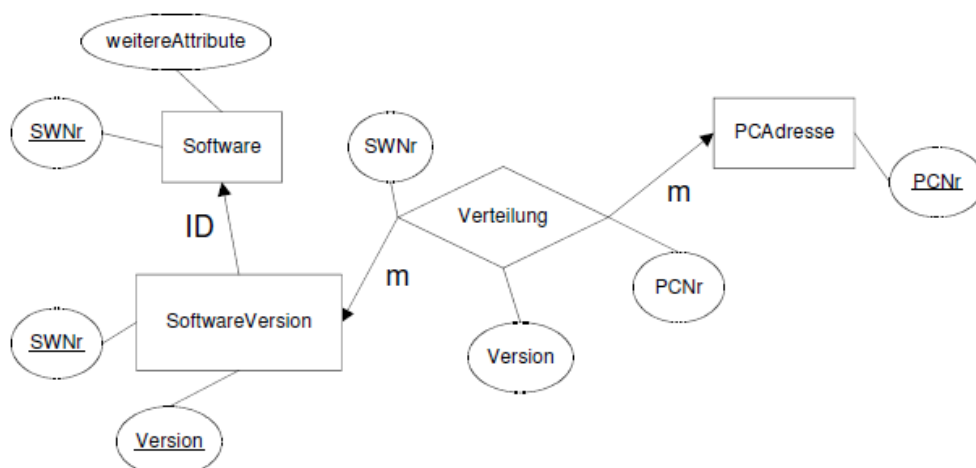 weitereAttribute
SWNr
Software
SWNr
PCAdresse
PCNr
ID
Verteilung
m
m
PCNr
SoftwareVersion
SWNr
Version
Version